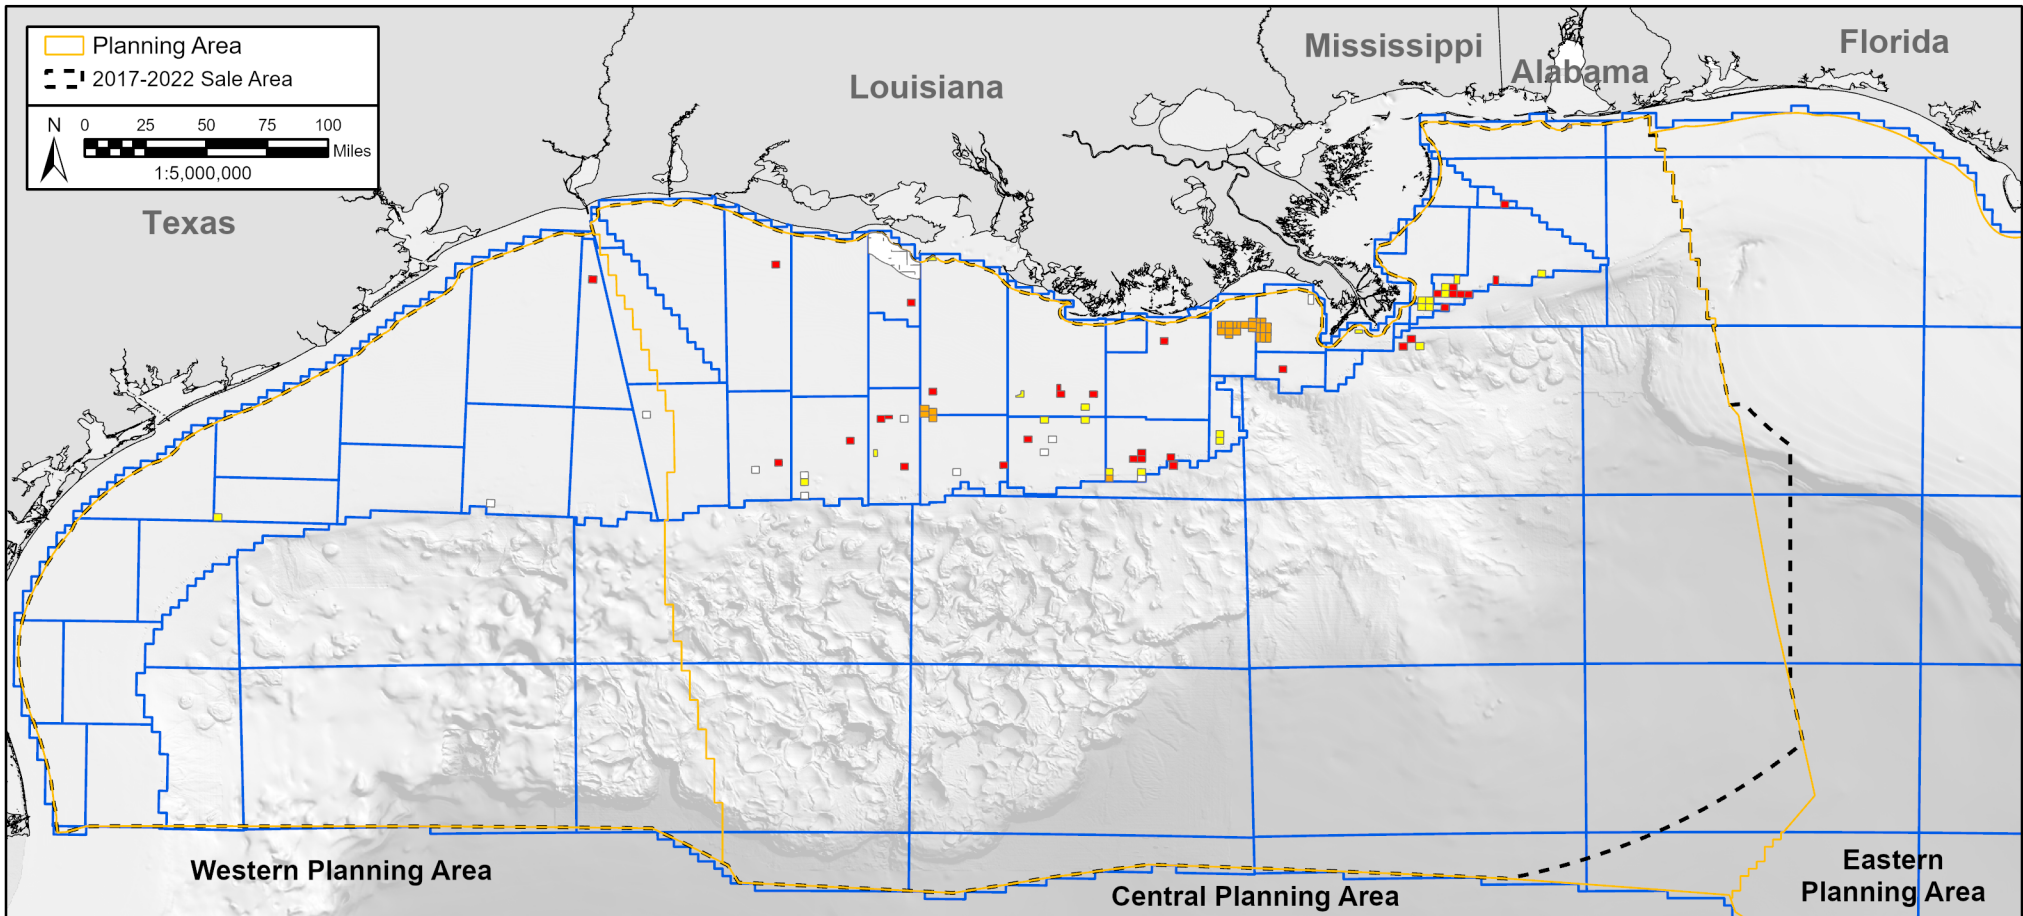 Planning Area
2017-2022 Sale Area
N 0 25 50 75 100
Miles
1:5,000,000
Texas
Louisiana
Mississippi
Alabama
Florida
Western Planning Area
Central Planning Area
Eastern
Planning Area